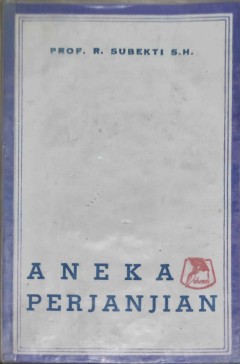 PROF. R. SUBEKTI S.H.
ANEKA
PERJANJIAN